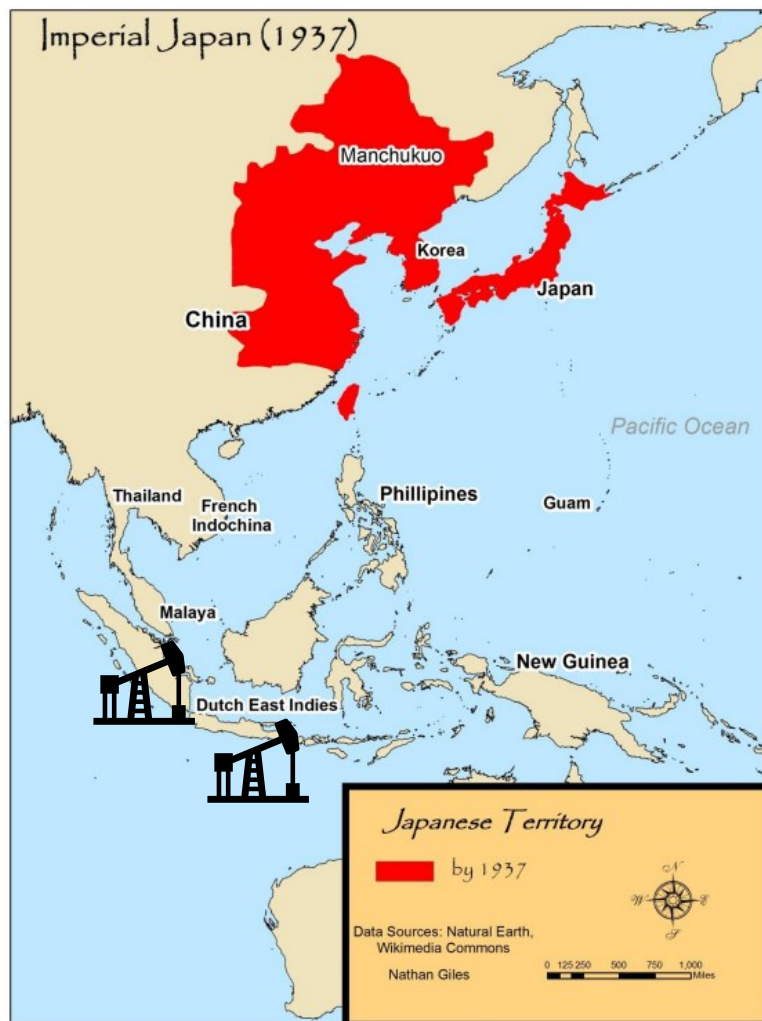 Imperial Japan (1937)
Manchukuo
Korea
Japan
China
Pacific Ocean
Thailand
French
Indochina
Phillipines
Guam
Malaya
New Guinea
Dutch East Indies
Japanese Territory
by 1937
N
W
E
S
Data Sources: Natural Earth,
Wikimedia Commons
Nathan Giles
0 125 250 500 750 1,000
Miles